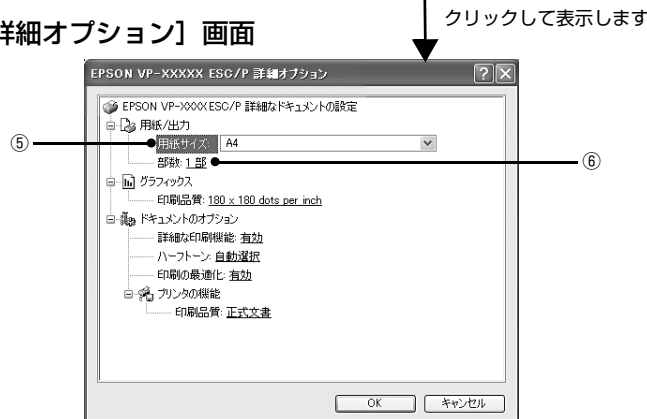 クリックして表示します
詳細オプション］画面
EPSON VP-XXXXX ESC/P 詳細オプション
EPSON VP-XXXX ESC/P 詳細なドキュメントの設定
用紙/出力
⑤
用紙サイズ: A4
部数: 1 部
⑥
グラフィックス
印刷品質: 180 x 180 dots per inch
ドキュメントのオプション
詳細な印刷機能: 有効
ハーフトーン: 自動選択
印刷の最適化: 有効
プリンタの機能
印刷品質: 正式文書
OK キャンセル